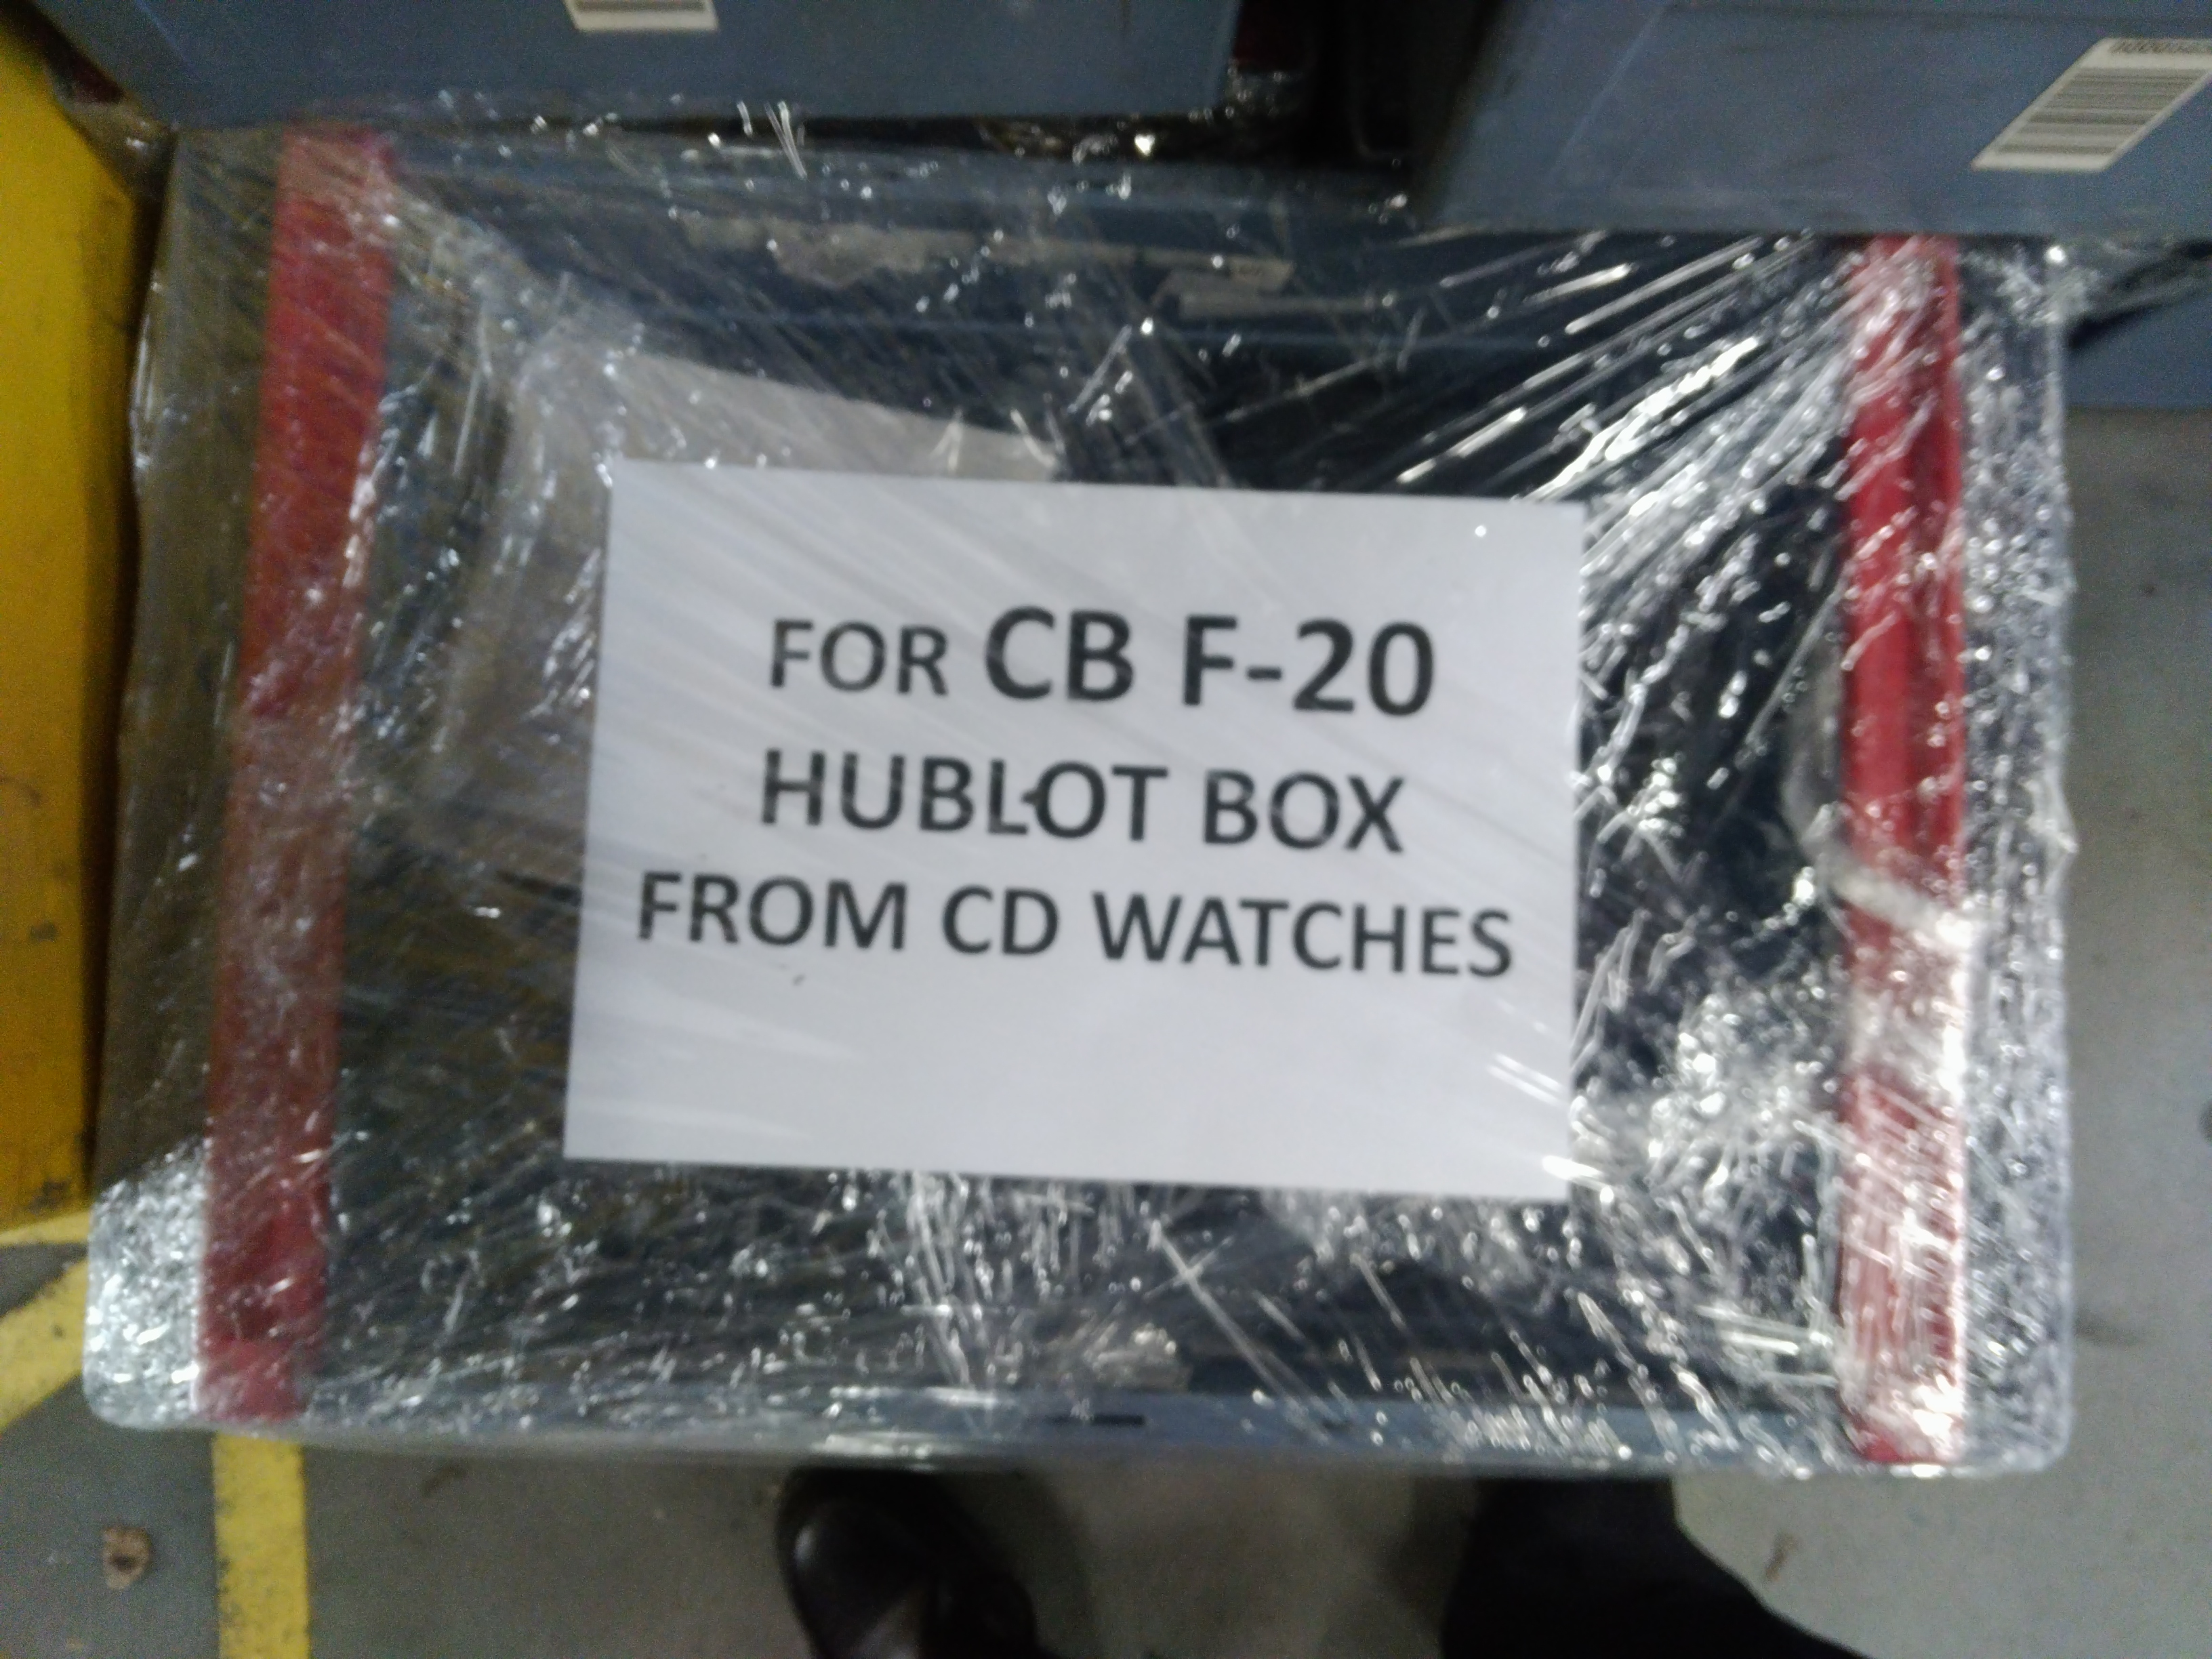 FOR CB F-20
HUBLOT BOX
FROM CD WATCHES